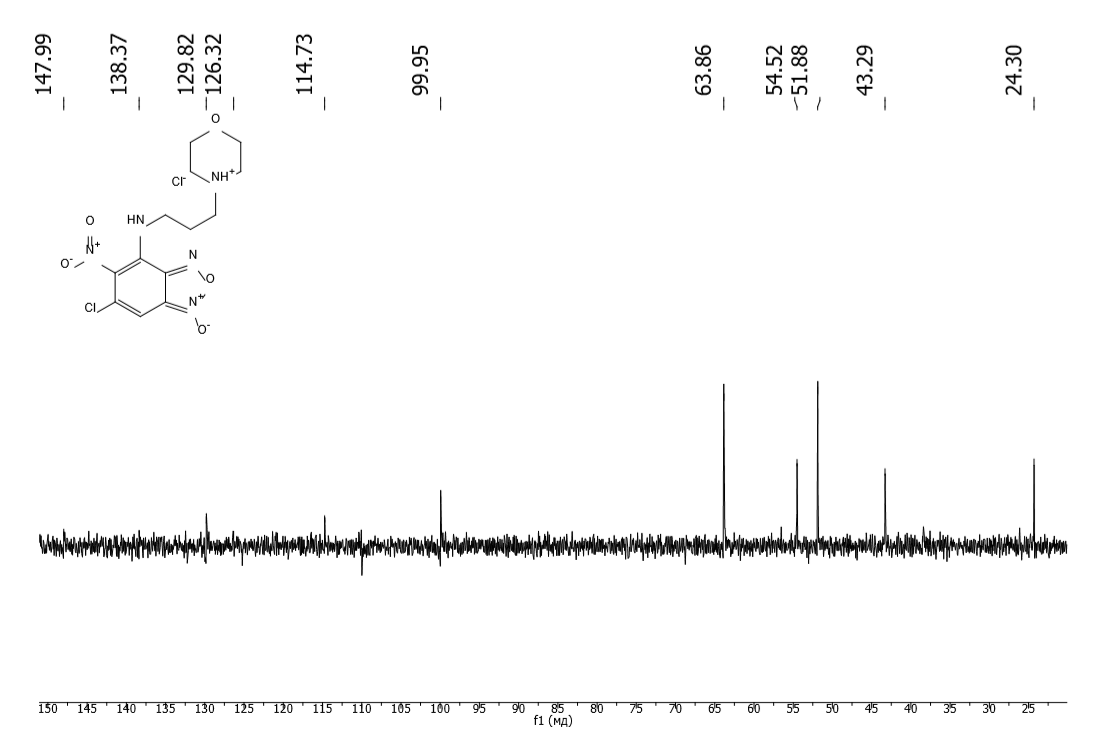 147.99 138.37 129.82 126.32 114.73 99.95 63.86 54.52 51.88 43.29 24.30
O
Cl⁻ NH⁺
HN
O
N⁺ N
O⁻ O
Cl N⁺
O⁻
150 145 140 135 130 125 120 115 110 105 100 95 90 85 80 75 70 65 60 55 50 45 40 35 30 25
f1 (мд)